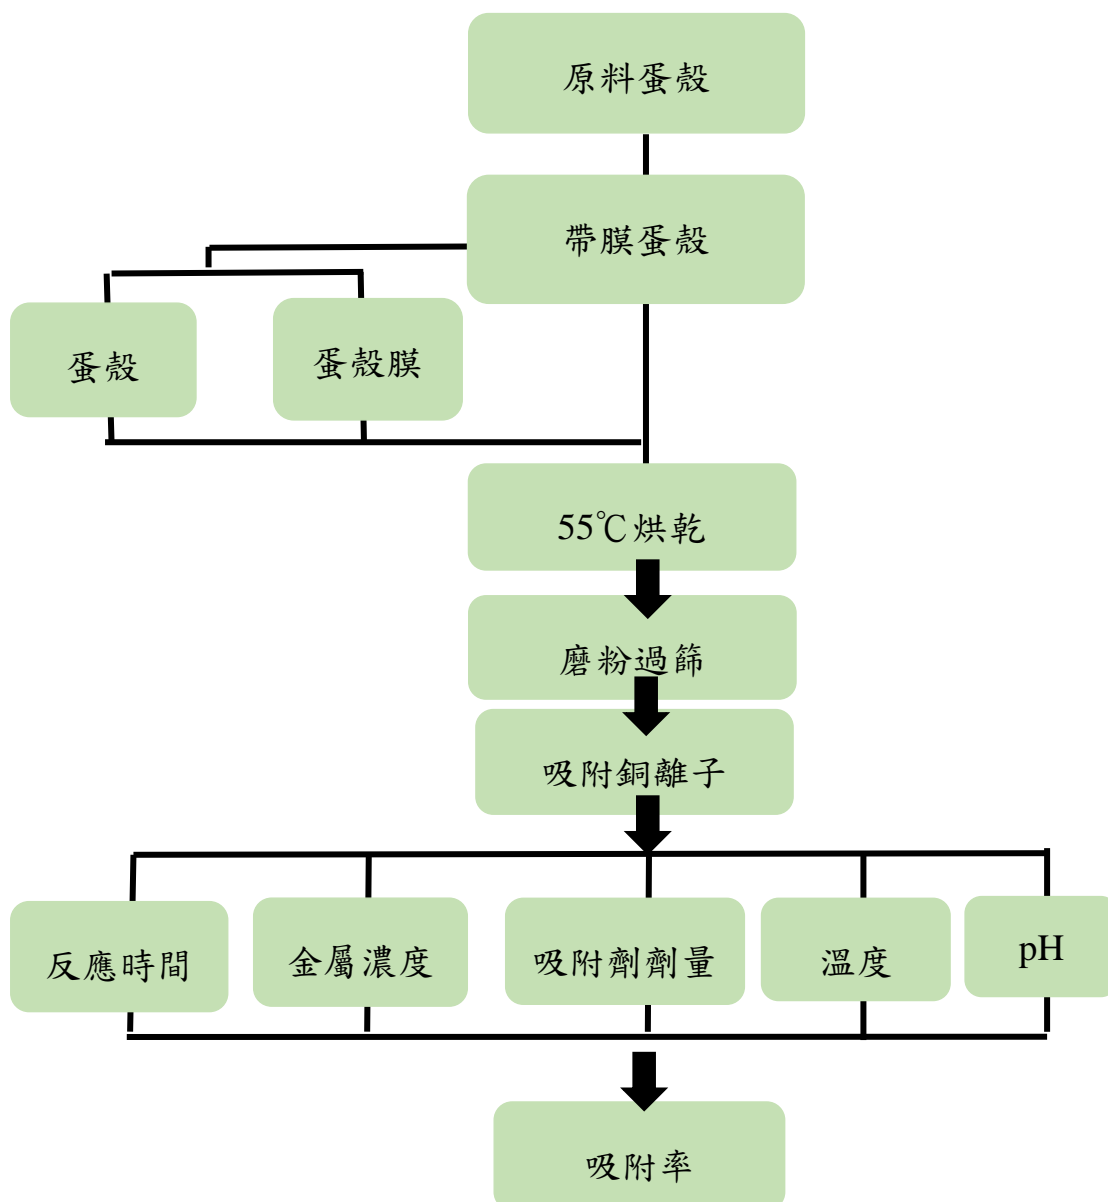 原料蛋殼
帶膜蛋殼
蛋殼
蛋殼膜
55℃烘乾
磨粉過篩
吸附銅離子
反應時間
金屬濃度
吸附劑劑量
溫度
pH
吸附率